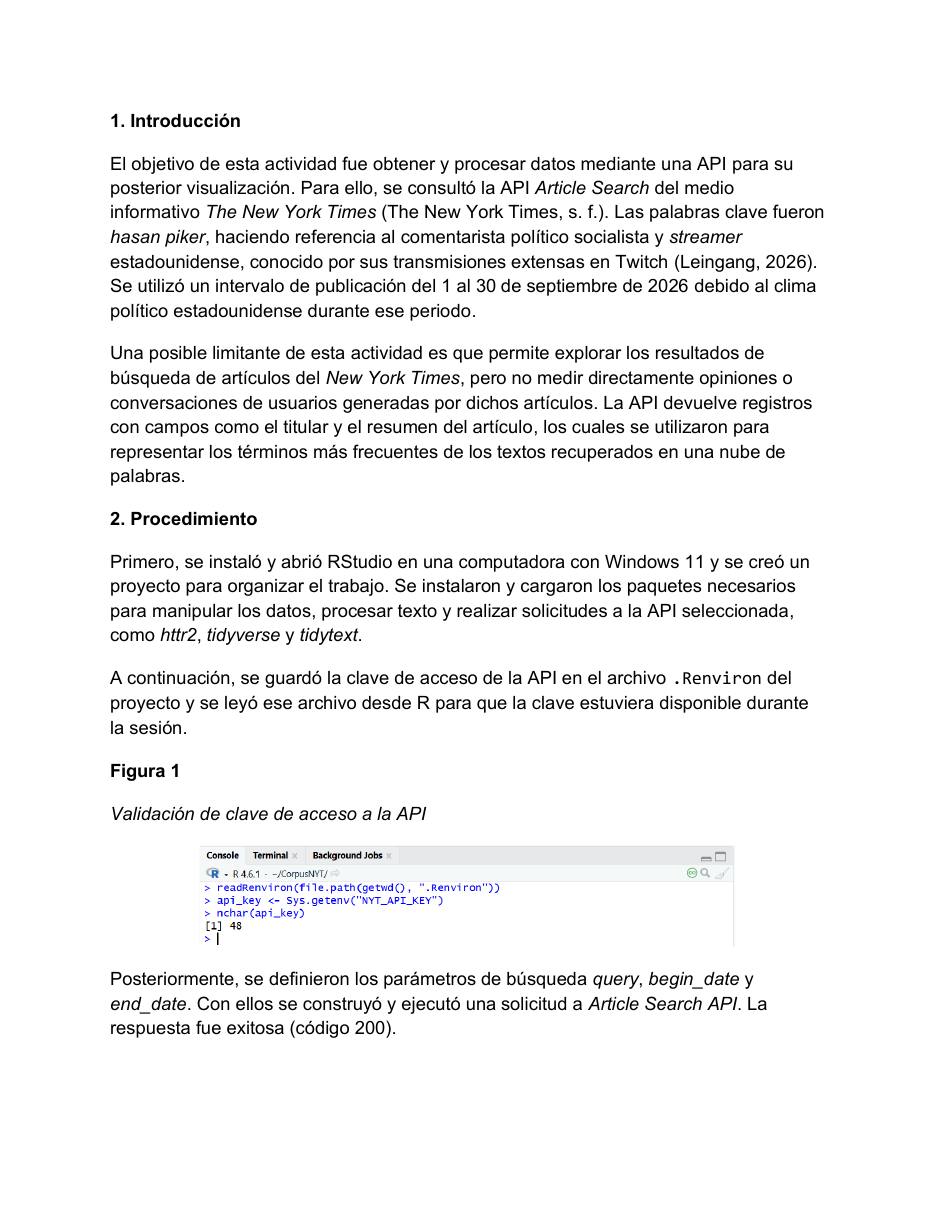 1. Introducción
El objetivo de esta actividad fue obtener y procesar datos mediante una API para su
posterior visualización. Para ello, se consultó la API Article Search del medio
informativo The New York Times (The New York Times, s. f.). Las palabras clave fueron
hasan piker, haciendo referencia al comentarista político socialista y streamer
estadounidense, conocido por sus transmisiones extensas en Twitch (Leingang, 2026).
Se utilizó un intervalo de publicación del 1 al 30 de septiembre de 2026 debido al clima
político estadounidense durante ese periodo.
Una posible limitante de esta actividad es que permite explorar los resultados de
búsqueda de artículos del New York Times, pero no medir directamente opiniones o
conversaciones de usuarios generadas por dichos artículos. La API devuelve registros
con campos como el titular y el resumen del artículo, los cuales se utilizaron para
representar los términos más frecuentes de los textos recuperados en una nube de
palabras.
2. Procedimiento
Primero, se instaló y abrió RStudio en una computadora con Windows 11 y se creó un
proyecto para organizar el trabajo. Se instalaron y cargaron los paquetes necesarios
para manipular los datos, procesar texto y realizar solicitudes a la API seleccionada,
como httr2, tidyverse y tidytext.
A continuación, se guardó la clave de acceso de la API en el archivo .Renviron del
proyecto y se leyó ese archivo desde R para que la clave estuviera disponible durante
la sesión.
Figura 1
Validación de clave de acceso a la API
Console Terminal × Background Jobs ×
R - R 4.6.1 · ~/CorpusNYT/
> readRenviron(file.path(getwd(), ".Renviron"))
> api_key <- Sys.getenv("NYT_API_KEY")
> nchar(api_key)
[1] 48
>
Posteriormente, se definieron los parámetros de búsqueda query, begin_date y
end_date. Con ellos se construyó y ejecutó una solicitud a Article Search API. La
respuesta fue exitosa (código 200).